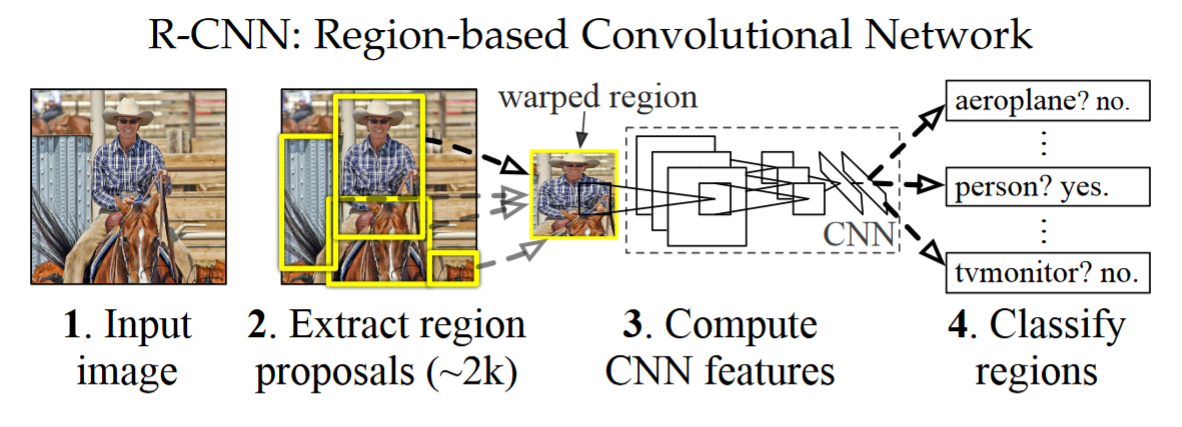 R-CNN: Region-based Convolutional Network
warped region
aeroplane? no.
person? yes.
CNN
tvmonitor? no.
1. Input
image
2. Extract region
proposals (~2k)
3. Compute
CNN features
4. Classify
regions